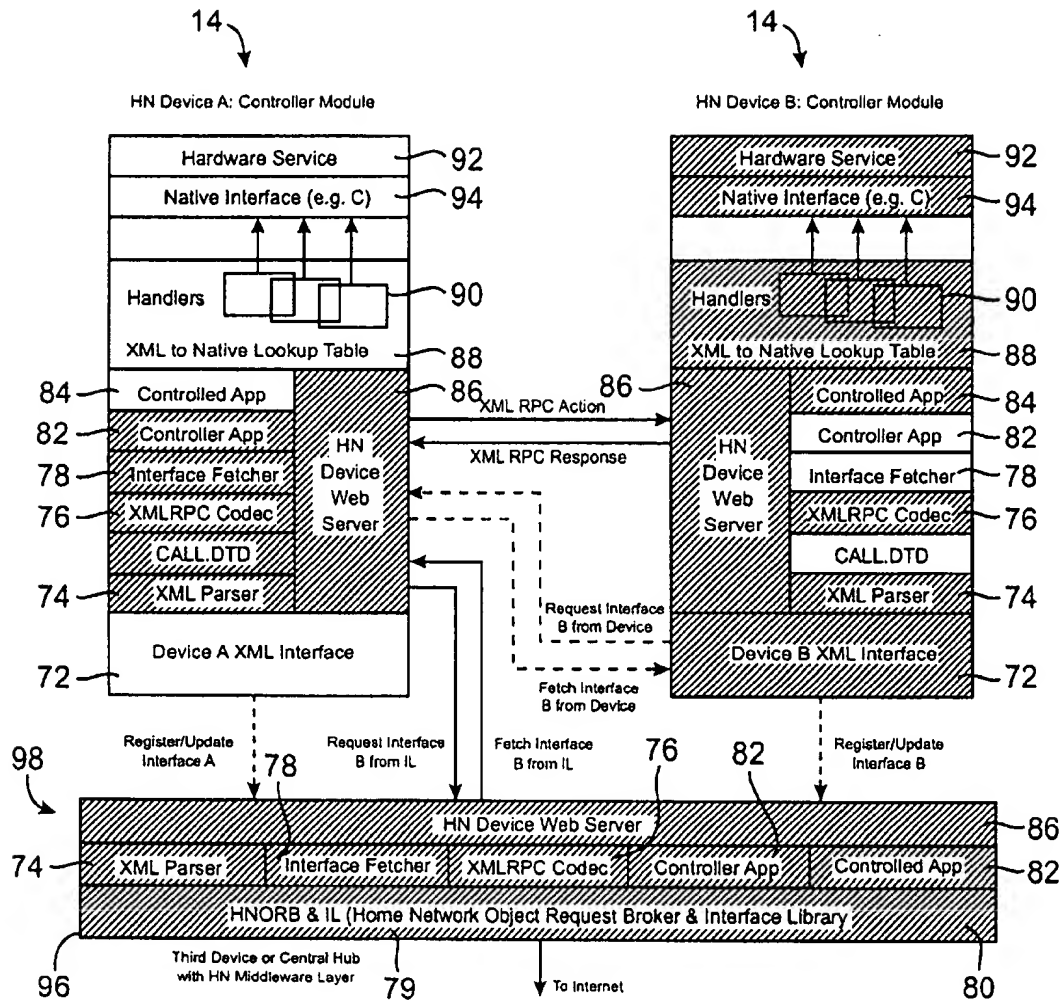 14
14
HN Device A: Controller Module
HN Device B: Controller Module
Hardware Service
92
Native Interface (e.g. C)
94
Handlers
90
XML to Native Lookup Table
88
84
Controlled App
86
82
Controller App
78
Interface Fetcher
76
XMLRPC Codec
CALL.DTD
74
XML Parser
HN
Device
Web
Server
Device A XML Interface
72
XML RPC Action
XML RPC Response
Request Interface
B from Device
Fetch Interface
B from Device
Hardware Service
92
Native Interface (e.g. C)
94
Handlers
90
XML to Native Lookup Table
88
86
HN
Device
Web
Server
Controlled App
84
Controller App
82
Interface Fetcher
78
XMLRPC Codec
76
CALL.DTD
XML Parser
74
Device B XML Interface
72
Register/Update
Interface A
Request Interface
B from IL
Fetch Interface
B from IL
Register/Update
Interface B
98
78
76
82
HN Device Web Server
86
74
XML Parser
Interface Fetcher
XMLRPC Codec
Controller App
Controlled App
82
HNORB & IL (Home Network Object Request Broker & Interface Library
96
Third Device or Central Hub
with HN Middleware Layer
79
To Internet
80